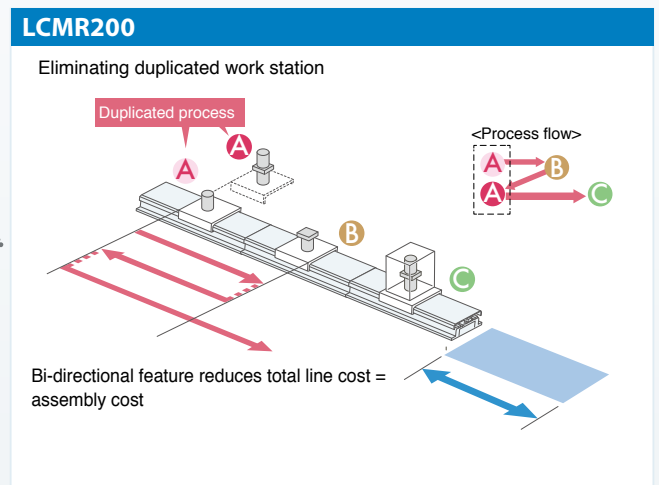 LCMR200
Eliminating duplicated work station
Duplicated process
A
A
B
C
<Process flow>
A
B
A
C
Bi-directional feature reduces total line cost =
assembly cost